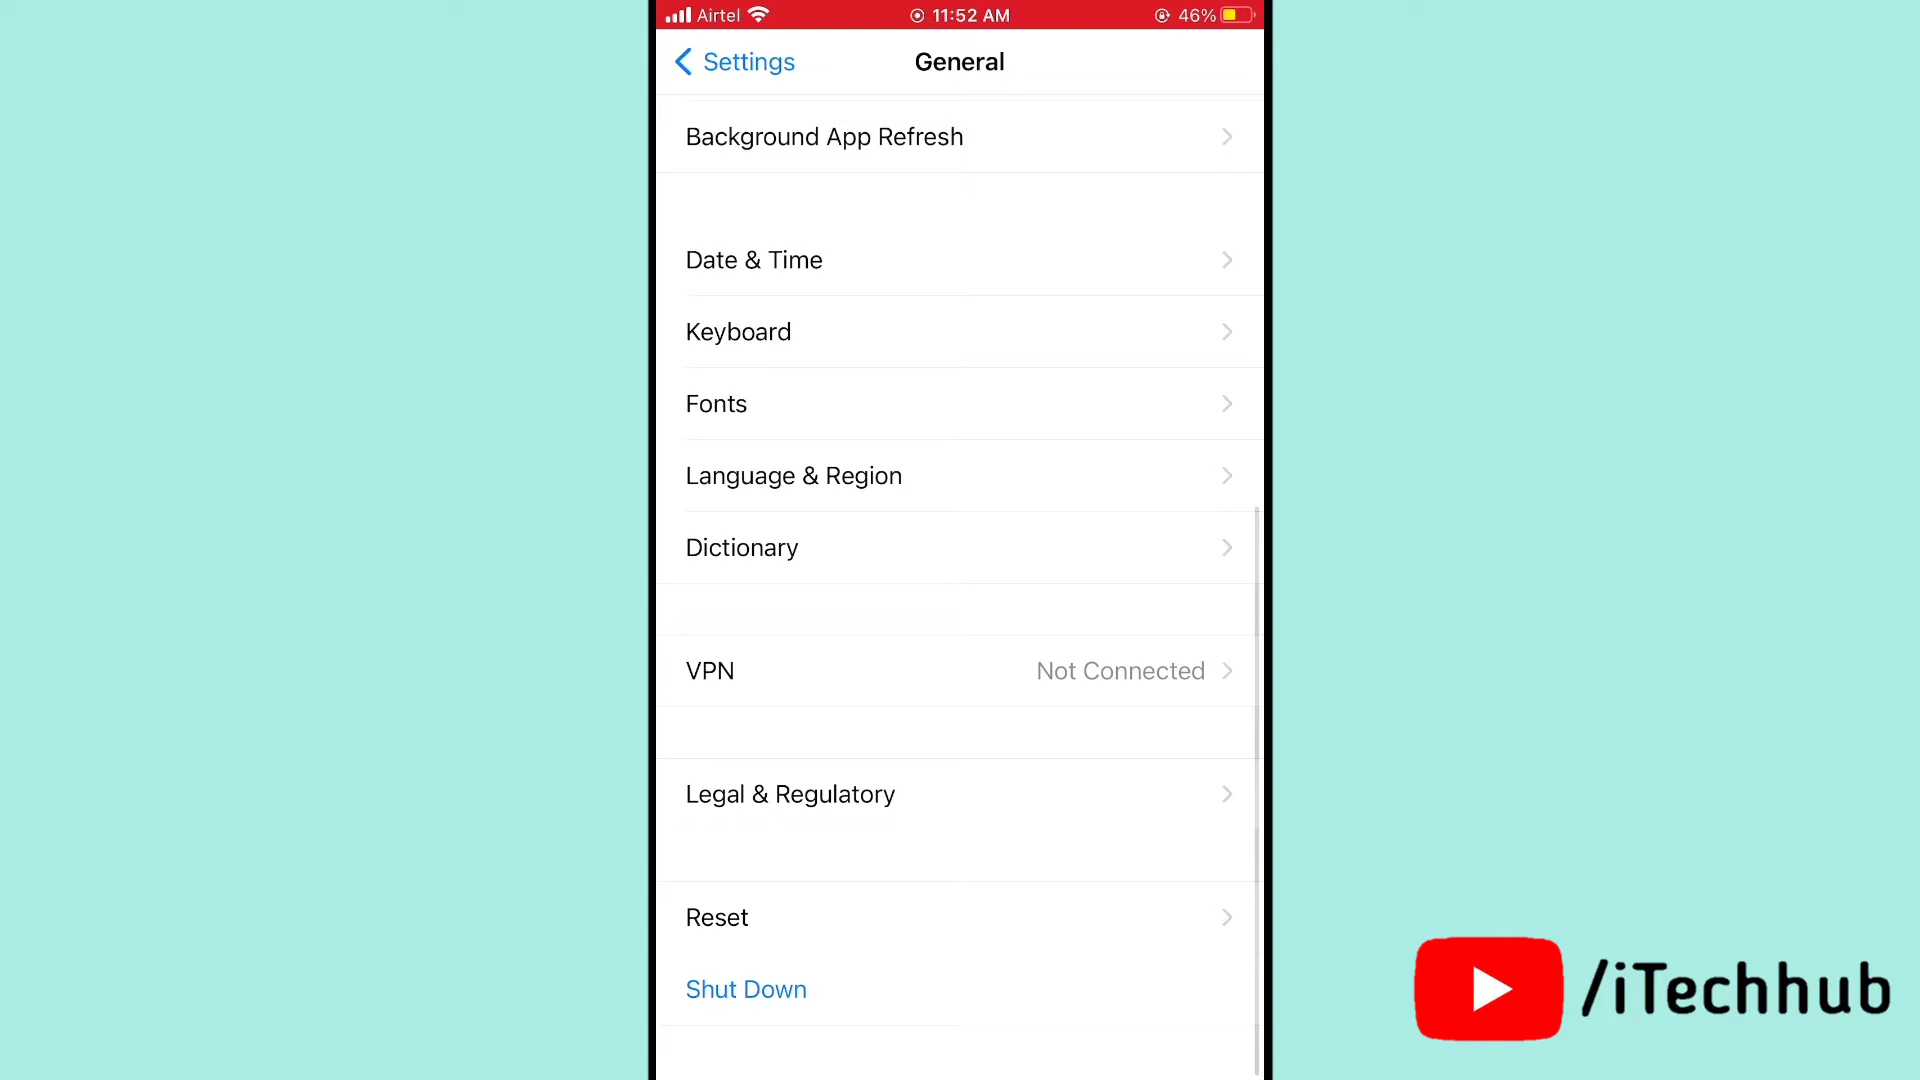 Airtel 11:52 AM 46%
Settings General
Background App Refresh
Date & Time
Keyboard
Fonts
Language & Region
Dictionary
VPN Not Connected
Legal & Regulatory
Reset
Shut Down
/iTechhub